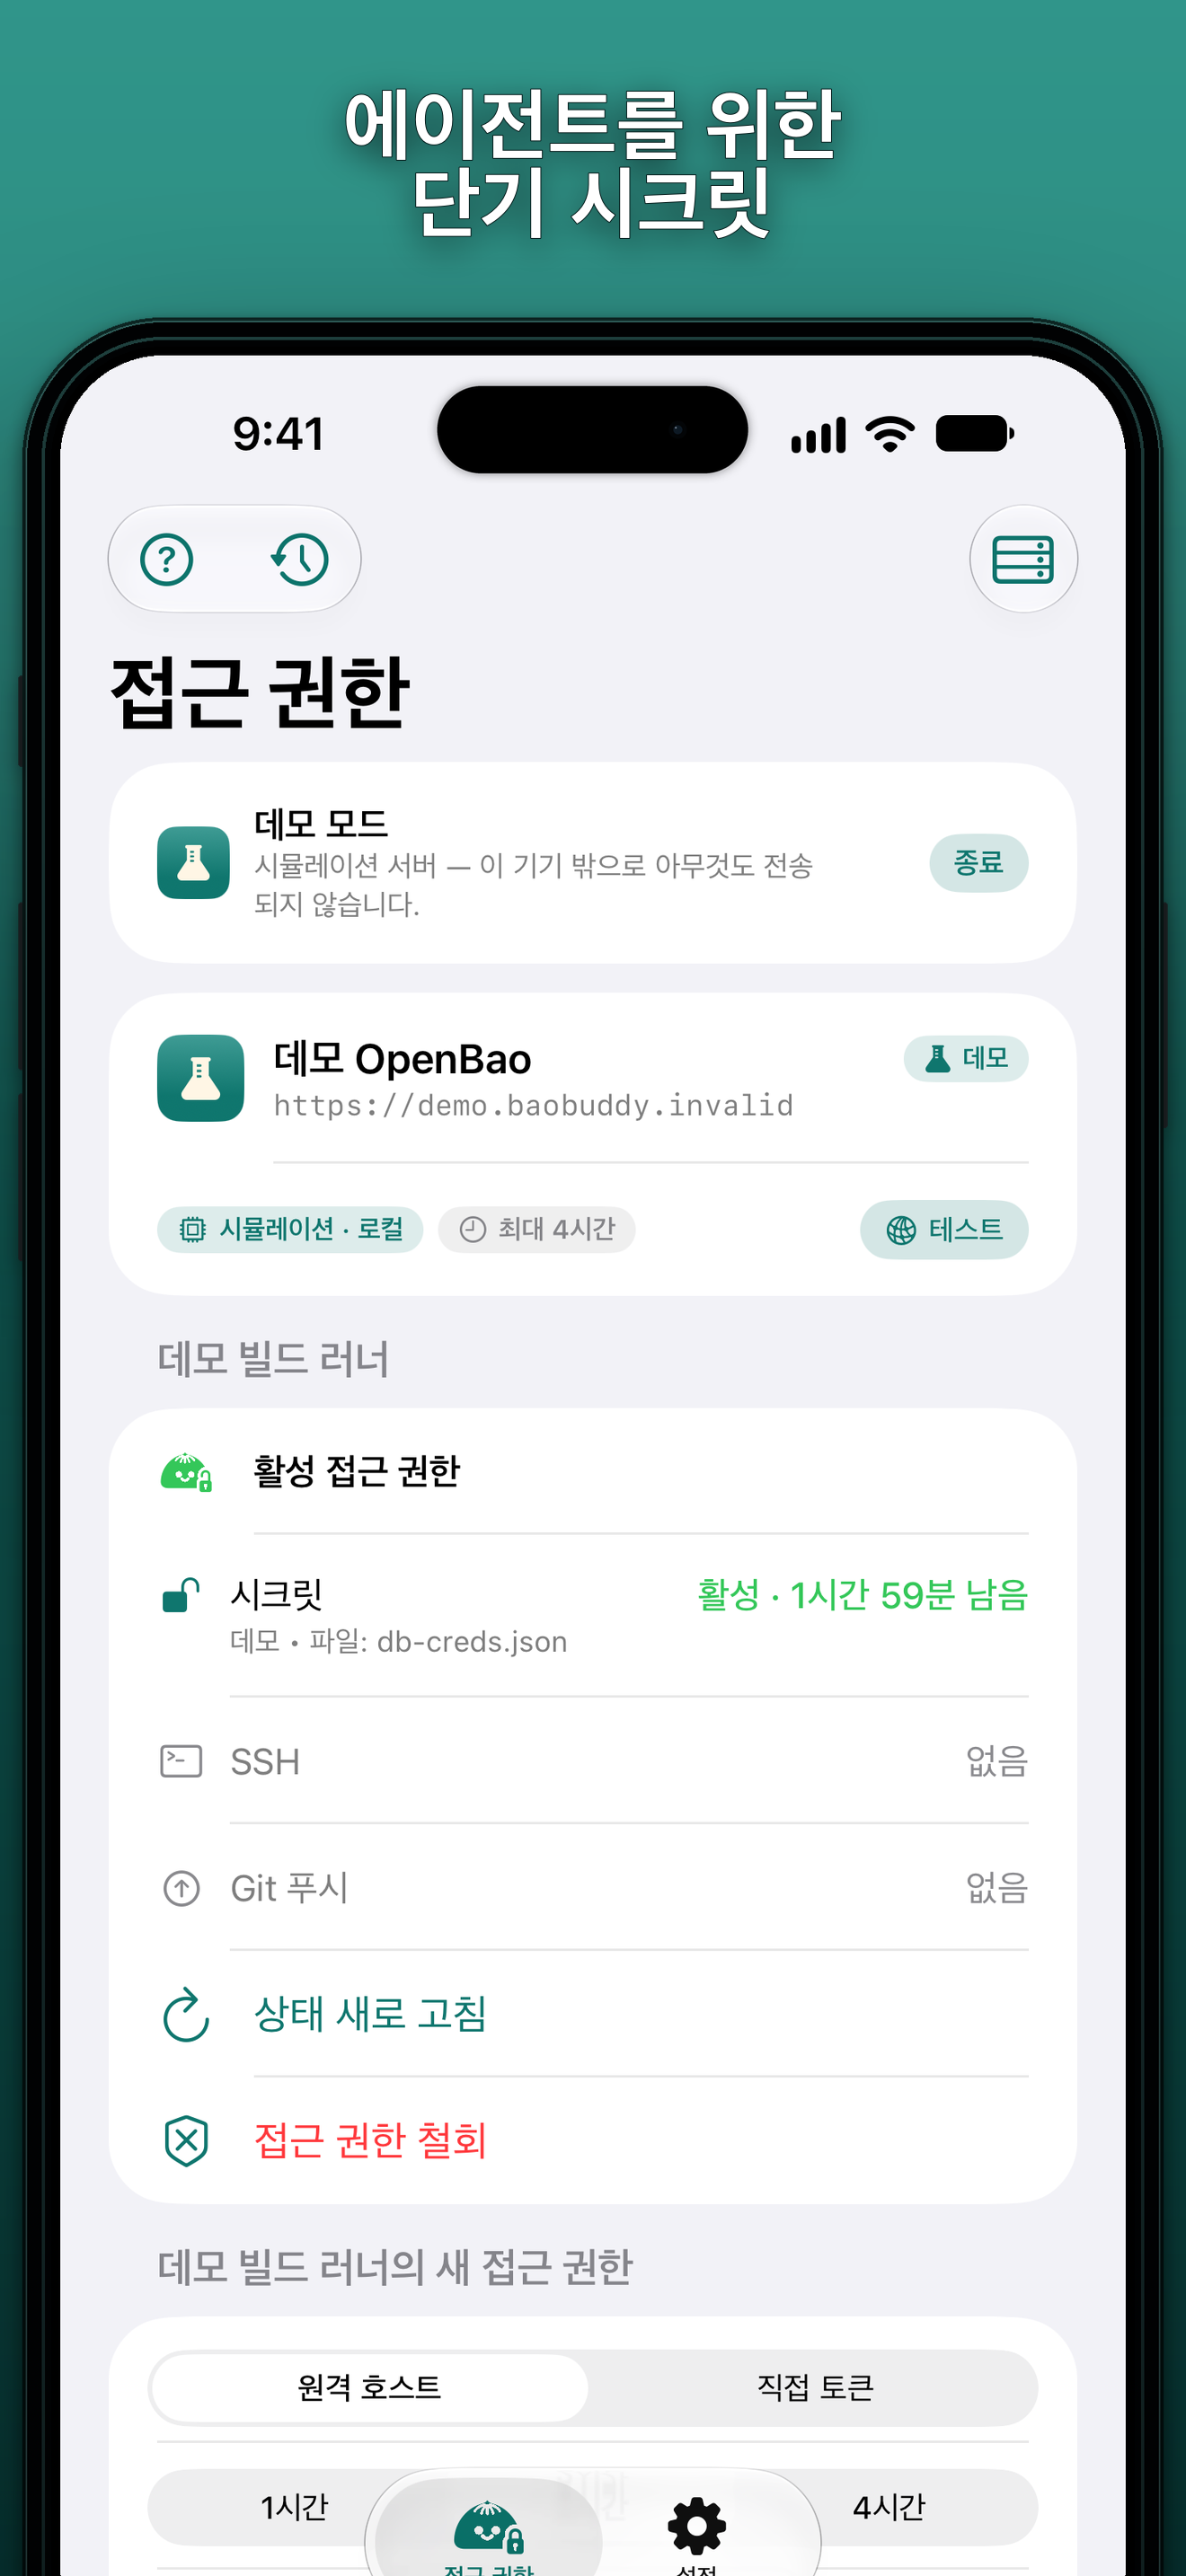 에이전트를 위한
단기 시크릿
9:41
접근 권한
데모 모드
시뮬레이션 서버 — 이 기기 밖으로 아무것도 전송
되지 않습니다.
종료
데모 OpenBao
데모
https://demo.baobuddy.invalid
시뮬레이션 · 로컬
최대 4시간
테스트
데모 빌드 러너
활성 접근 권한
시크릿
활성 · 1시간 59분 남음
데모 • 파일: db-creds.json
SSH
없음
Git 푸시
없음
상태 새로 고침
접근 권한 철회
데모 빌드 러너의 새 접근 권한
원격 호스트
직접 토큰
1시간
4시간
접근 권한
설정